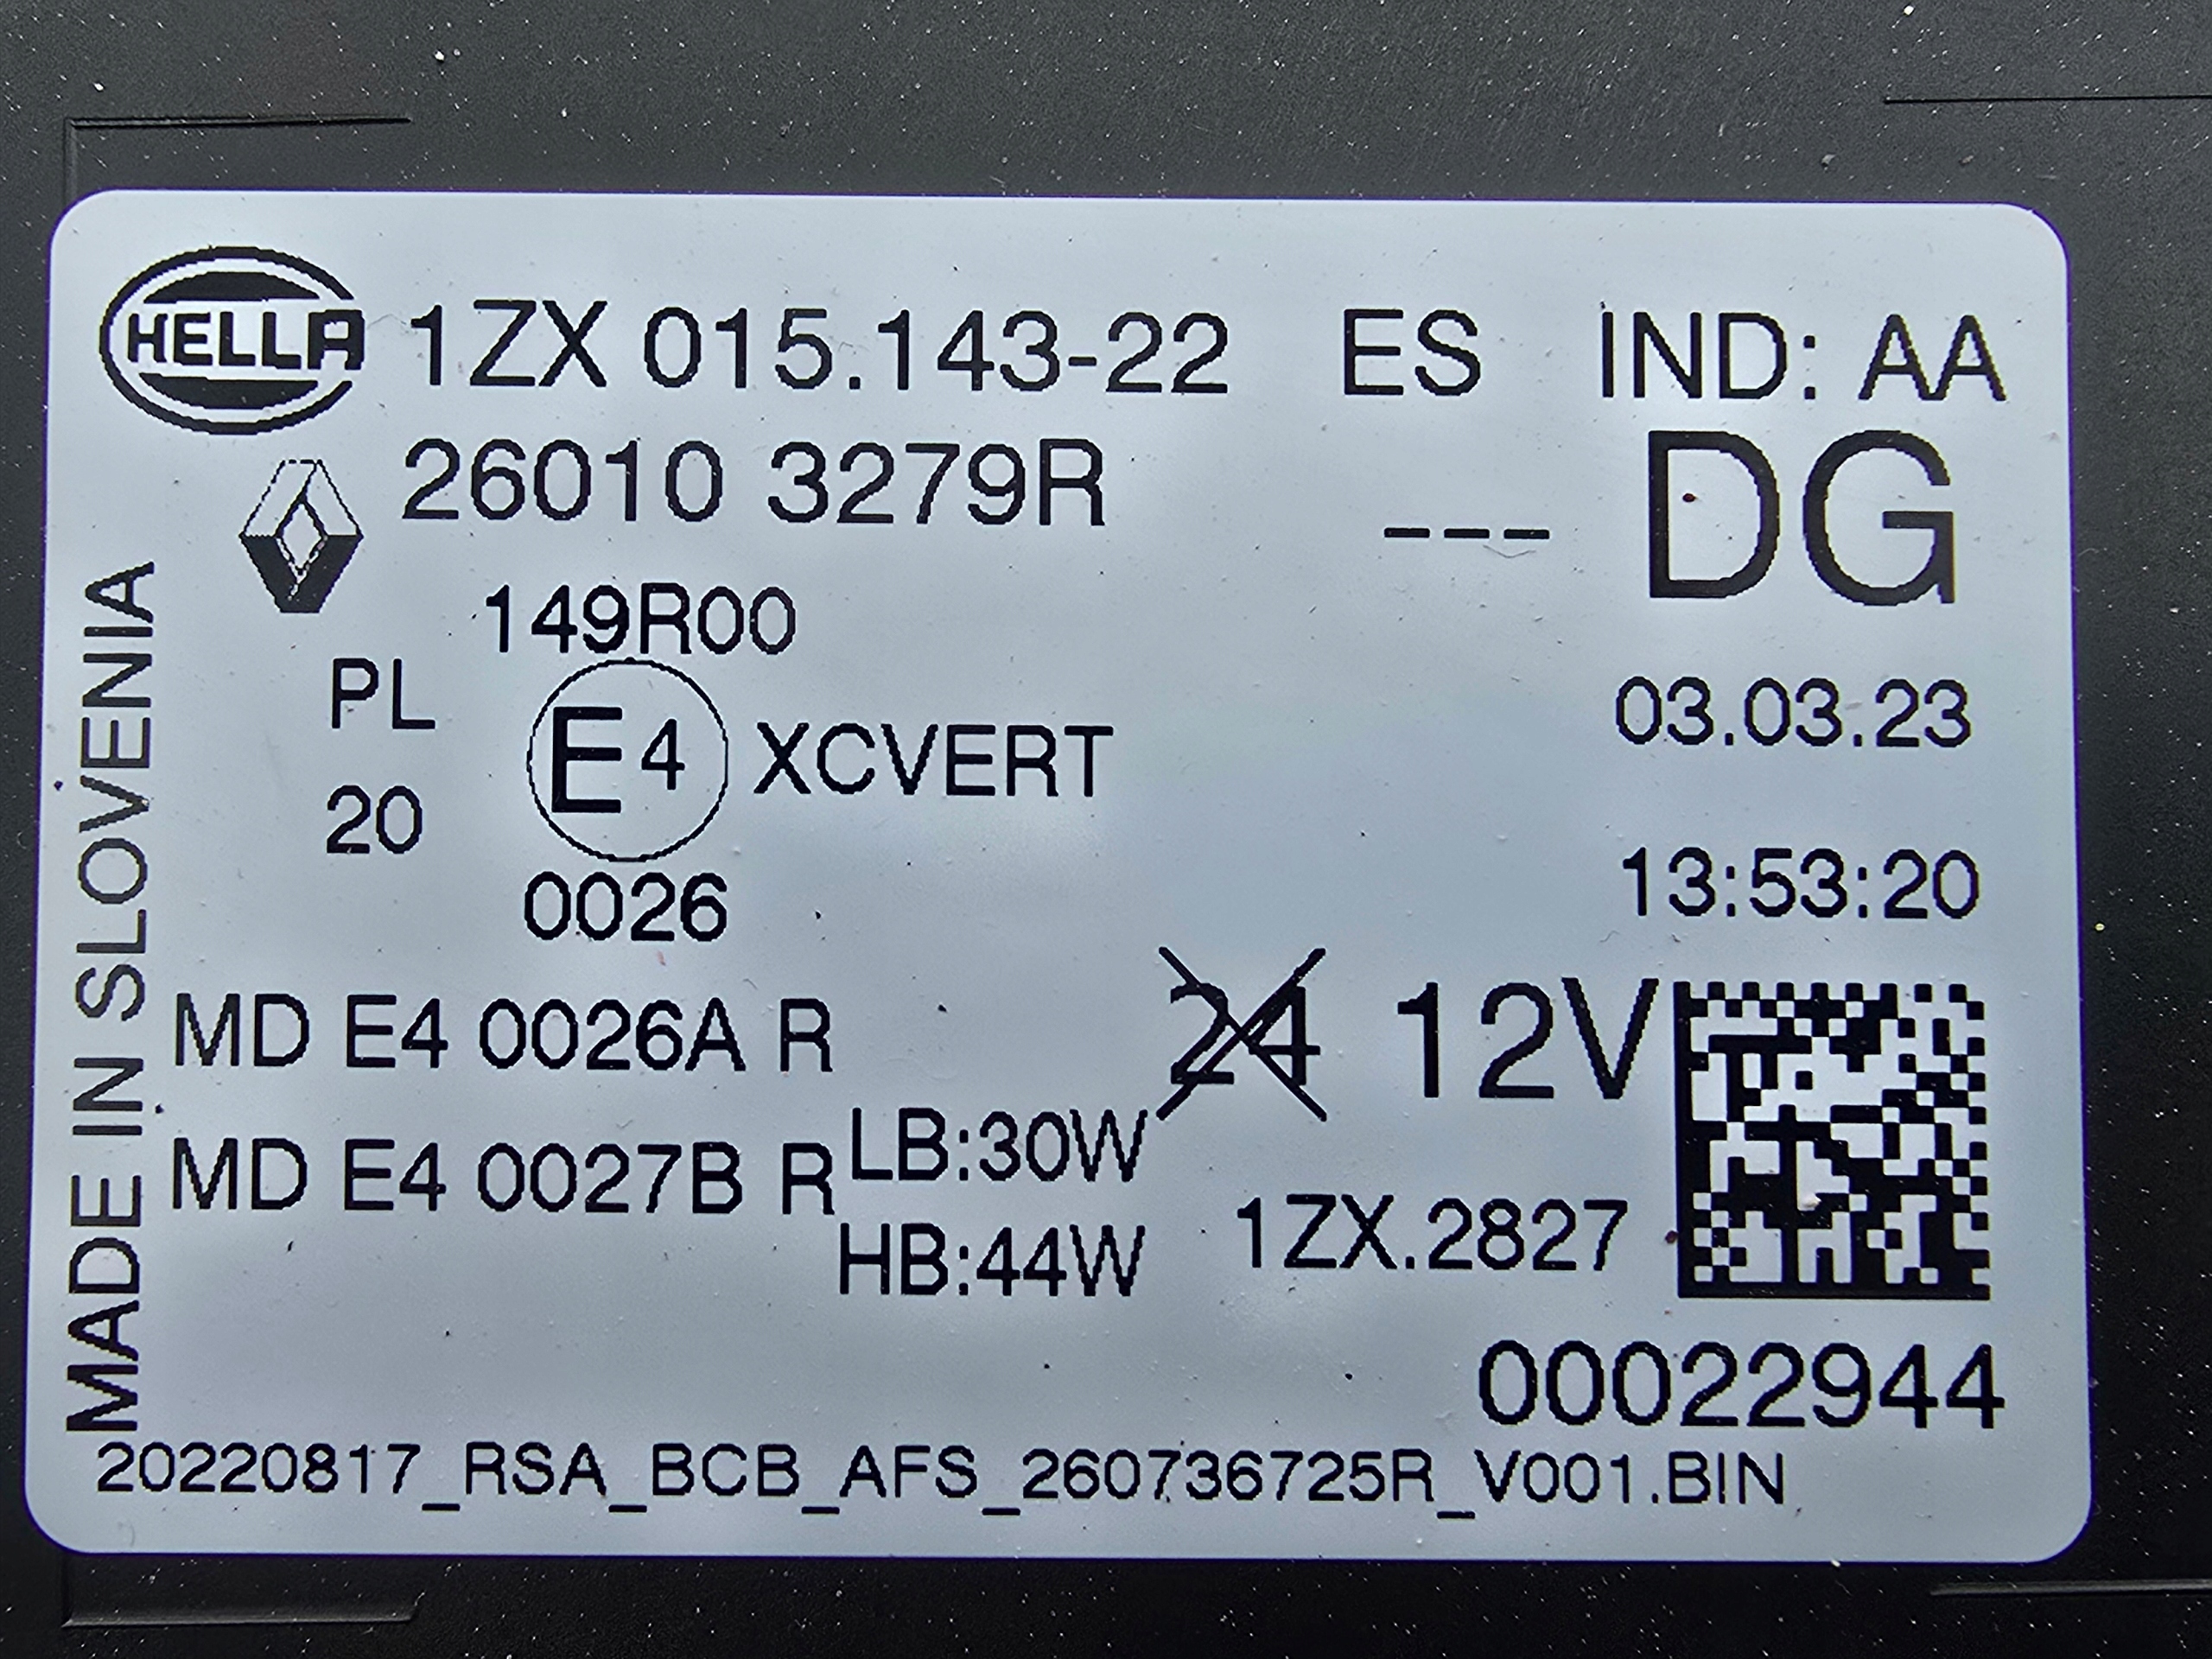 HELLA 1ZX 015.143-22 ES IND: AA
26010 3279R --- DG
149R00
PL
20
E4 XCVERT
0026
03.03.23
13:53:20
MD E4 0026A R
24 12V
MD E4 0027B R
LB:30W
HB:44W
1ZX.2827
00022944
20220817_RSA_BCB_AFS_260736725R_V001.BIN
MADE IN SLOVENIA